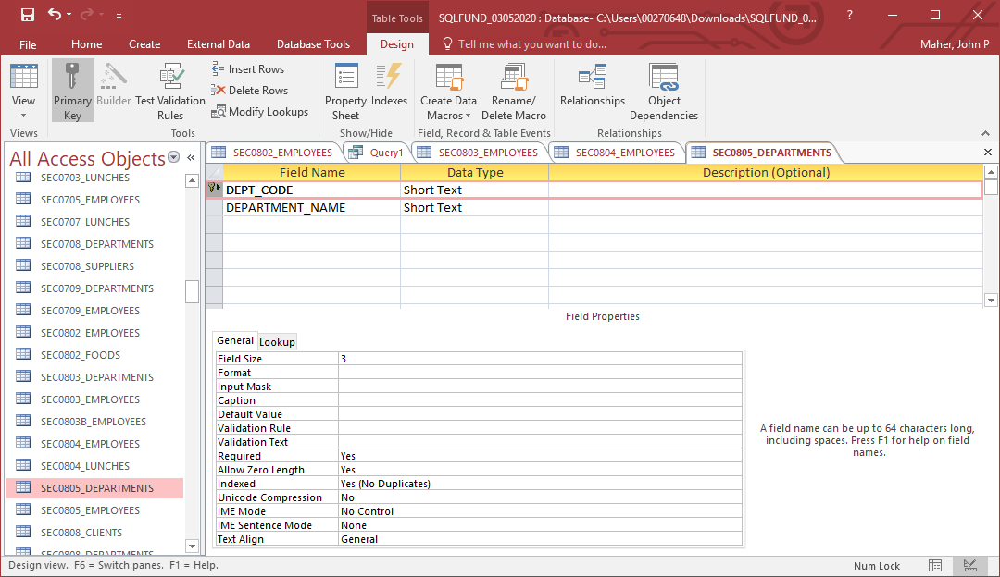 Table Tools
SQLFUND_03052020 : Database- C:\Users\00270648\Downloads\SQLFUND_0...
?
File
Home
Create
External Data
Database Tools
Design
Tell me what you want to do...
Maher, John P
View
Primary
Key
Builder
Test Validation
Rules
Insert Rows
Delete Rows
Modify Lookups
Property
Sheet
Indexes
Create Data
Macros
Rename/
Delete Macro
Relationships
Object
Dependencies
Views
Tools
Show/Hide
Field, Record & Table Events
Relationships
All Access Objects
«
SEC0703_LUNCHES
SEC0705_EMPLOYEES
SEC0707_LUNCHES
SEC0708_DEPARTMENTS
SEC0708_SUPPLIERS
SEC0709_DEPARTMENTS
SEC0709_EMPLOYEES
SEC0802_EMPLOYEES
SEC0802_FOODS
SEC0803_DEPARTMENTS
SEC0803_EMPLOYEES
SEC0803B_EMPLOYEES
SEC0804_EMPLOYEES
SEC0804_LUNCHES
SEC0805_DEPARTMENTS
SEC0805_EMPLOYEES
SEC0808_CLIENTS
SEC0808_DEPARTMENTS
SEC0802_EMPLOYEES
Query1
SEC0803_EMPLOYEES
SEC0804_EMPLOYEES
SEC0805_DEPARTMENTS
Field Name Data Type Description (Optional)
DEPT_CODE Short Text
DEPARTMENT_NAME Short Text
Field Properties
General Lookup
Field Size 3
Format
Input Mask
Caption
Default Value
Validation Rule
Validation Text
Required Yes
Allow Zero Length Yes
Indexed Yes (No Duplicates)
Unicode Compression No
IME Mode No Control
IME Sentence Mode None
Text Align General
A field name can be up to 64 characters long,
including spaces. Press F1 for help on field
names.
Design view. F6 = Switch panes. F1 = Help.
Num Lock